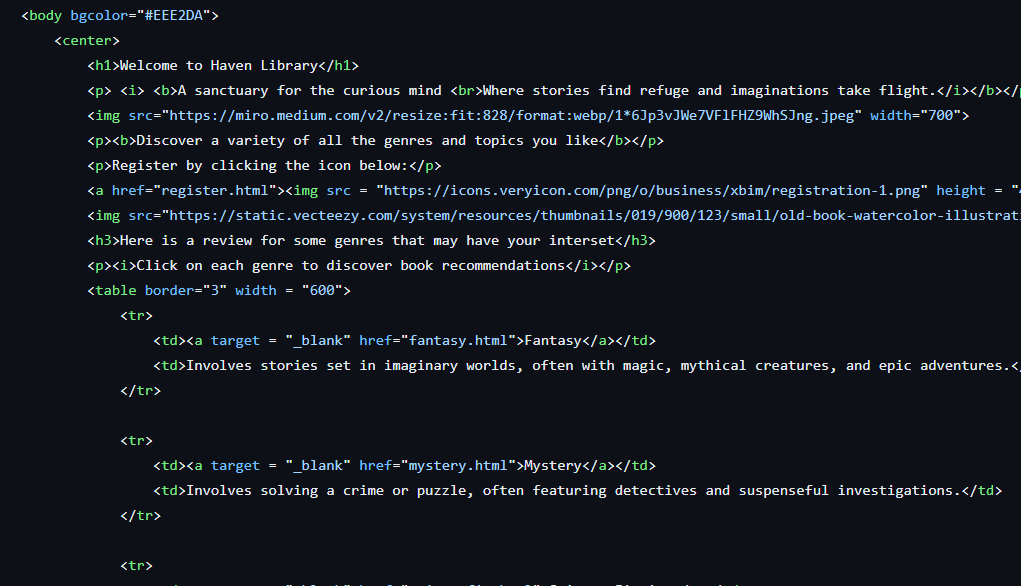 <body bgcolor="#EEE2DA">
<center>
<h1>Welcome to Haven Library</h1>
<p> <i> <b>A sanctuary for the curious mind <br>Where stories find refuge and imaginations take flight.</i></b></p
<img src="https://miro.medium.com/v2/resize:fit:828/format:webp/1*6Jp3vJWe7VFlFHZ9WhSJng.jpeg" width="700">
<p><b>Discover a variety of all the genres and topics you like</b></p>
<p>Register by clicking the icon below:</p>
<a href="register.html"><img src = "https://icons.veryicon.com/png/o/business/xbim/registration-1.png" height = "
<img src="https://static.vecteezy.com/system/resources/thumbnails/019/900/123/small/old-book-watercolor-illustrati
<h3>Here is a review for some genres that may have your interset</h3>
<p><i>Click on each genre to discover book recommendations</i></p>
<table border="3" width = "600">
<tr>
<td><a target = "_blank" href="fantasy.html">Fantasy</a></td>
<td>Involves stories set in imaginary worlds, often with magic, mythical creatures, and epic adventures.</
</tr>
<tr>
<td><a target = "_blank" href="mystery.html">Mystery</a></td>
<td>Involves solving a crime or puzzle, often featuring detectives and suspenseful investigations.</td>
</tr>
<tr>